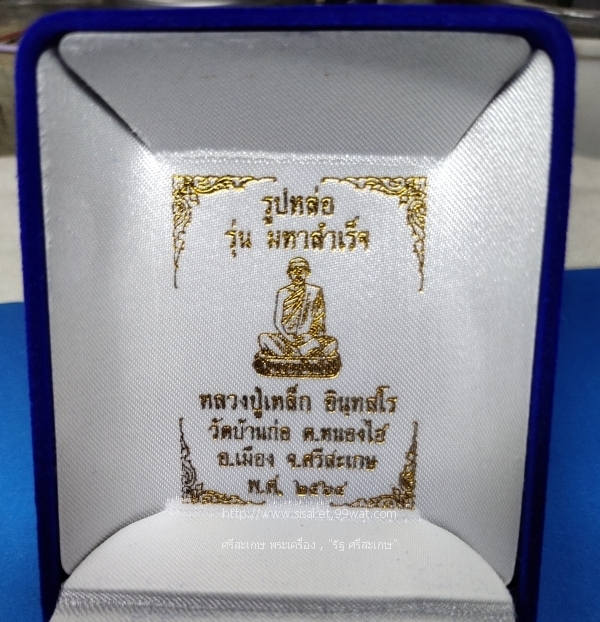 รูปหล่อ
รุ่น มหาสำเร็จ
หลวงปู่เหล็ก อินฺทสโร
วัดบ้านก่อ ต.หนองไฮ
อ.เมือง จ.ศรีสะเกษ
พ.ศ. ๒๕๖๔
http://www.sisaket.99wat.com
ศรีสะเกษ พระเครื่อง , "รัฐ ศรีสะเกษ"